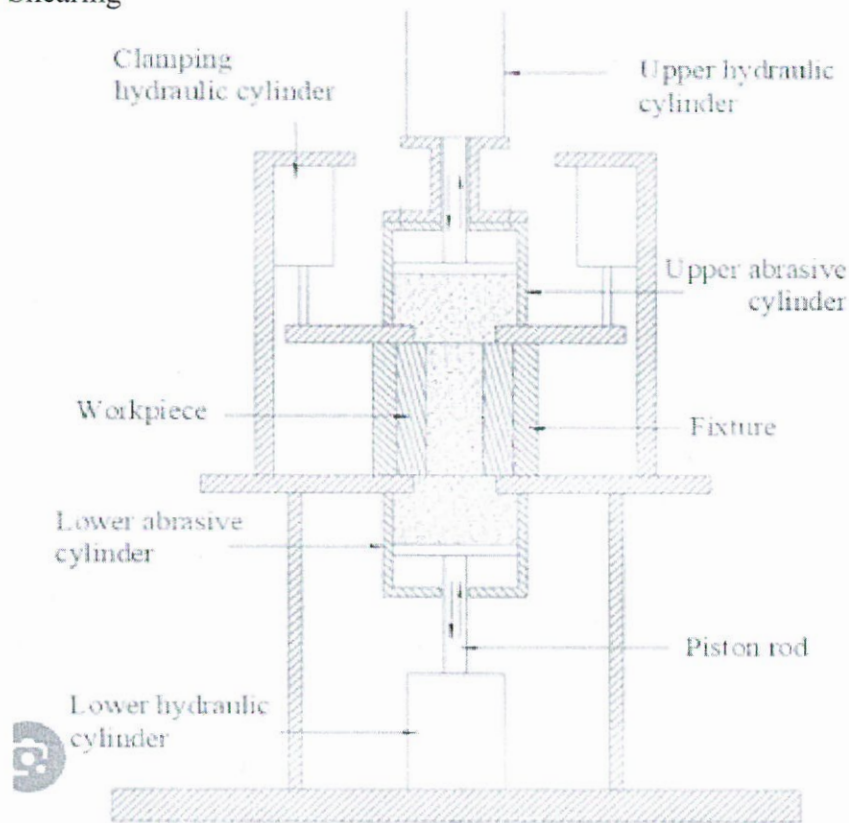 Shearing
Clamping
hydraulic cylinder
Upper hydraulic
cylinder
Upper abrasive
cylinder
Workpiece
Fixture
Lower abrasive
cylinder
Piston rod
Lower hydraulic
cylinder